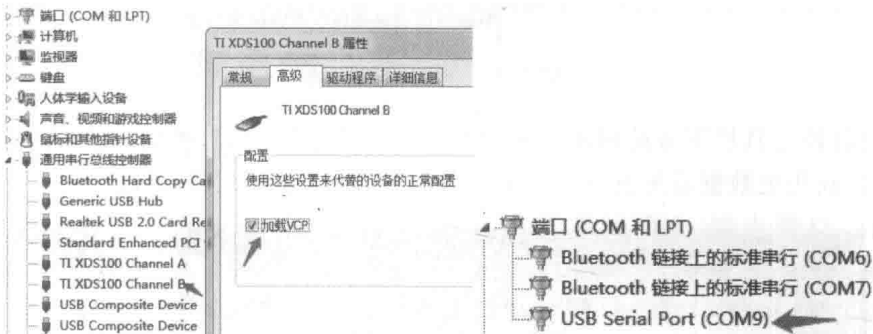 端口 (COM 和 LPT)
计算机
监视器
键盘
人体学输入设备
声音、视频和游戏控制器
鼠标和其他指针设备
通用串行总线控制器
Bluetooth Hard Copy Ca
Generic USB Hub
Realtek USB 2.0 Card Re
Standard Enhanced PCI
TI XDS100 Channel A
TI XDS100 Channel B
USB Composite Device
USB Composite Device
TI XDS100 Channel B 属性
常规 高级 驱动程序 详细信息
TI XDS100 Channel B
配置
使用这些设置来代替的设备的正常配置
加载VCP
端口 (COM 和 LPT)
Bluetooth 链接上的标准串行 (COM6)
Bluetooth 链接上的标准串行 (COM7)
USB Serial Port (COM9)